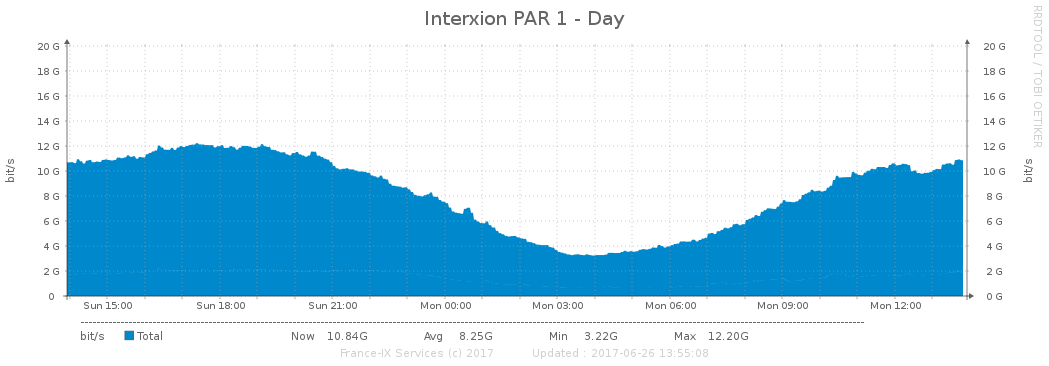 Interxion PAR 1 - Day
RRDTOOL / TOBI OETIKER
bit/s
20 G 20 G
18 G 18 G
16 G 16 G
14 G 14 G
12 G 12 G
10 G 10 G
8 G 8 G
6 G 6 G
4 G 4 G
2 G 2 G
0 0 G
bit/s
Sun 15:00 Sun 18:00 Sun 21:00 Mon 00:00 Mon 03:00 Mon 06:00 Mon 09:00 Mon 12:00
bit/s Total Now 10.84G Avg 8.25G Min 3.22G Max 12.20G
France-IX Services (c) 2017 Updated : 2017-06-26 13:55:08